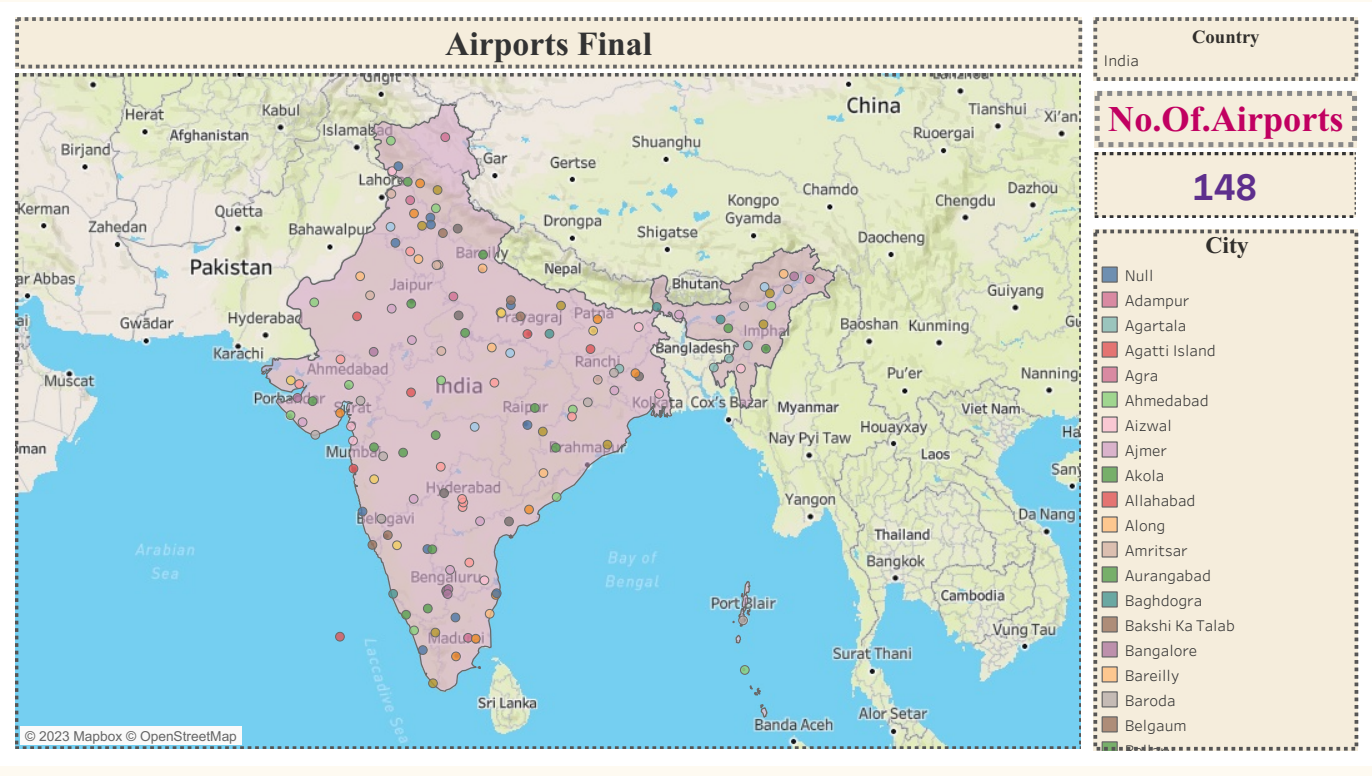 Airports Final
Country
India
No.Of.Airports
148
City
Null
Adampur
Agartala
Agatti Island
Agra
Ahmedabad
Aizwal
Ajmer
Akola
Allahabad
Along
Amritsar
Aurangabad
Baghdogra
Bakshi Ka Talab
Bangalore
Bareilly
Baroda
Belgaum
Herat
Kabul
Islamabad
Afghanistan
Birjand
Lahore
Gar
Gertse
Shuanghu
China
Tianshui
Xi'an
Ruoergai
Kerman
Zahedan
Quetta
Bahawalpur
Drongpa
Shigatse
Kongpo
Gyamda
Chamdo
Chengdu
Dazhou
Daocheng
Pakistan
Bareilly
Nepal
Bhutan
ar Abbas
Jaipur
Guiyang
Gwadar
Hyderabad
Karachi
Prayagraj
Patna
Imphal
Baoshan
Kunming
Bangladesh
Muscat
Ahmedabad
India
Ranchi
Pu'er
Nanning
Porbandar
Surat
Raipur
Kolkata
Cox's Bazar
Myanmar
Viet Nam
Houayxay
Nay Pyi Taw
Laos
man
Mumbai
Brahmapur
Hyderabad
Yangon
Da Nang
Belagavi
Thailand
Arabian
Sea
Bay of
Bengal
Bangkok
Bengaluru
Port Blair
Cambodia
Madurai
Vung Tau
Laccadive Sea
Surat Thani
Sri Lanka
Banda Aceh
Alor Setar
© 2023 Mapbox © OpenStreetMap